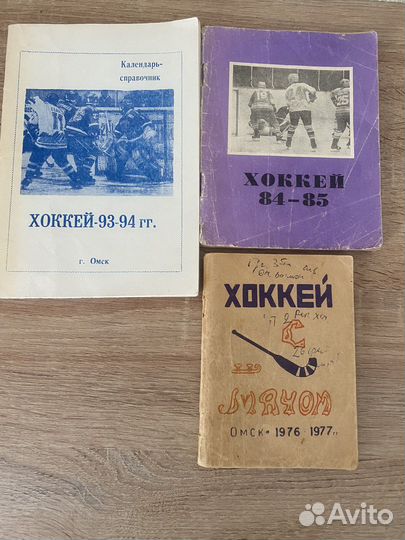 Календарь-
справочник
ХОККЕЙ-93-94 гг.
г. Омск
ХОККЕЙ
84-85
ХОККЕЙ
С
МЯЧОМ
ОМСК 1976 - 1977 г.
Avito